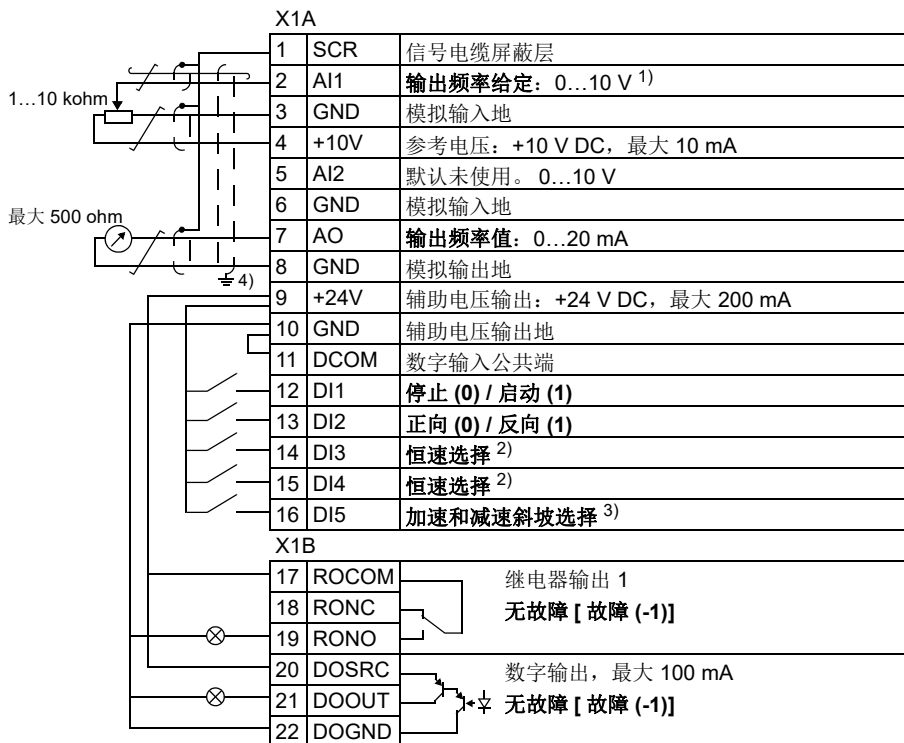 X1A
1 SCR 信号电缆屏蔽层
2 AI1 输出频率给定：0…10 V 1)
1…10 kohm
3 GND 模拟输入地
4 +10V 参考电压：+10 V DC，最大 10 mA
5 AI2 默认未使用。 0…10 V
6 GND 模拟输入地
最大 500 ohm
7 AO 输出频率值：0…20 mA
8 GND 模拟输出地
4)
9 +24V 辅助电压输出：+24 V DC，最大 200 mA
10 GND 辅助电压输出地
11 DCOM 数字输入公共端
12 DI1 停止 (0) / 启动 (1)
13 DI2 正向 (0) / 反向 (1)
14 DI3 恒速选择 2)
15 DI4 恒速选择 2)
16 DI5 加速和减速斜坡选择 3)
X1B
17 ROCOM 继电器输出 1
18 RONC 无故障 [ 故障 (-1)]
19 RONO
20 DOSRC 数字输出，最大 100 mA
21 DOOUT 无故障 [ 故障 (-1)]
22 DOGND